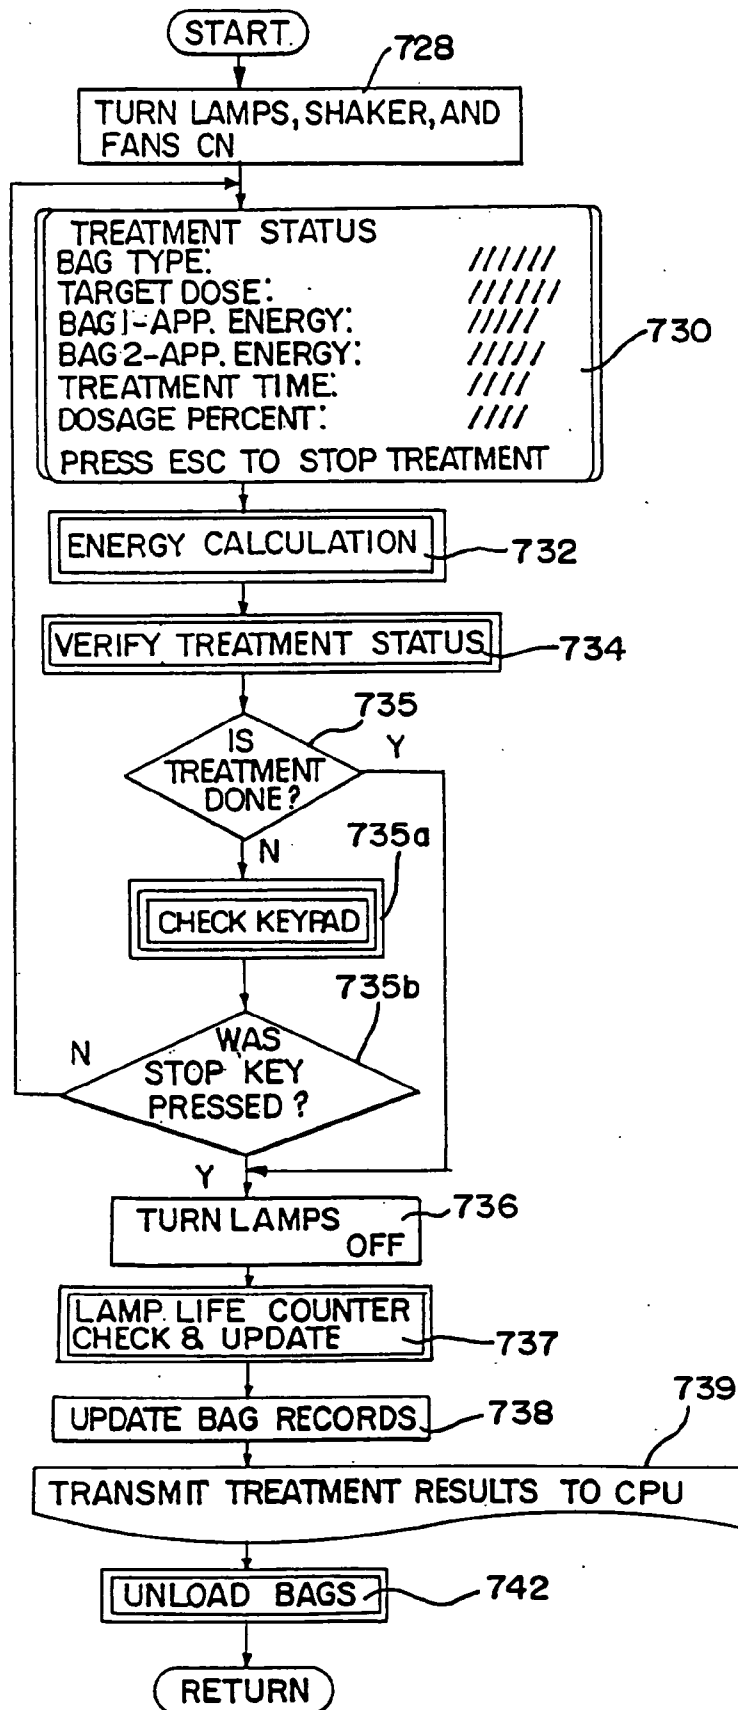 START
728
TURN LAMPS, SHAKER, AND
FANS CN
TREATMENT STATUS
BAG TYPE: //////
TARGET DOSE: ///////
BAG 1-APP. ENERGY: /////
BAG 2-APP. ENERGY: /////
TREATMENT TIME: ////
DOSAGE PERCENT: ////
PRESS ESC TO STOP TREATMENT
730
ENERGY CALCULATION
732
VERIFY TREATMENT STATUS
734
735
IS
TREATMENT
DONE?
Y
N
735a
CHECK KEYPAD
735b
WAS
STOP KEY
PRESSED?
N
Y
TURN LAMPS
OFF
736
LAMP LIFE COUNTER
CHECK & UPDATE
737
UPDATE BAG RECORDS
738
739
TRANSMIT TREATMENT RESULTS TO CPU
UNLOAD BAGS
742
RETURN